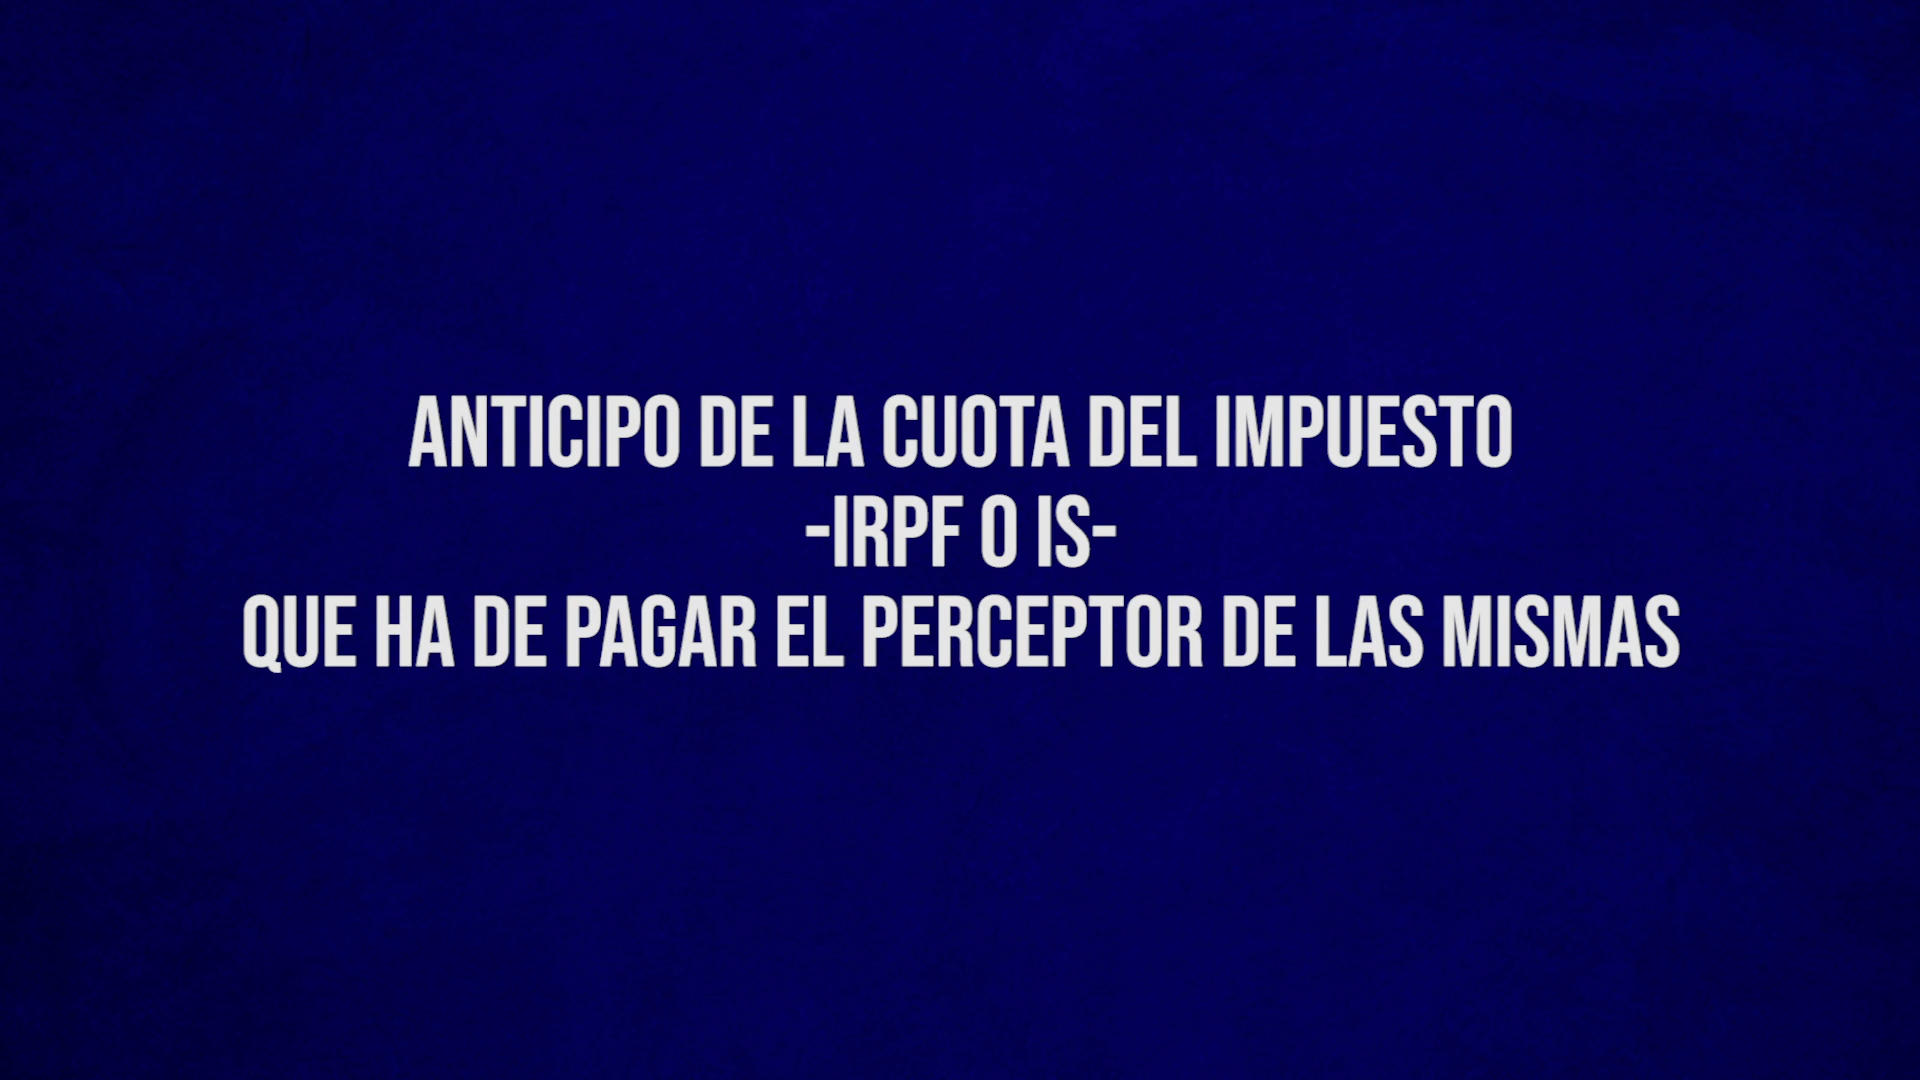 ANTICIPO DE LA CUOTA DEL IMPUESTO
-IRPF O IS-
QUE HA DE PAGAR EL PERCEPTOR DE LAS MISMAS